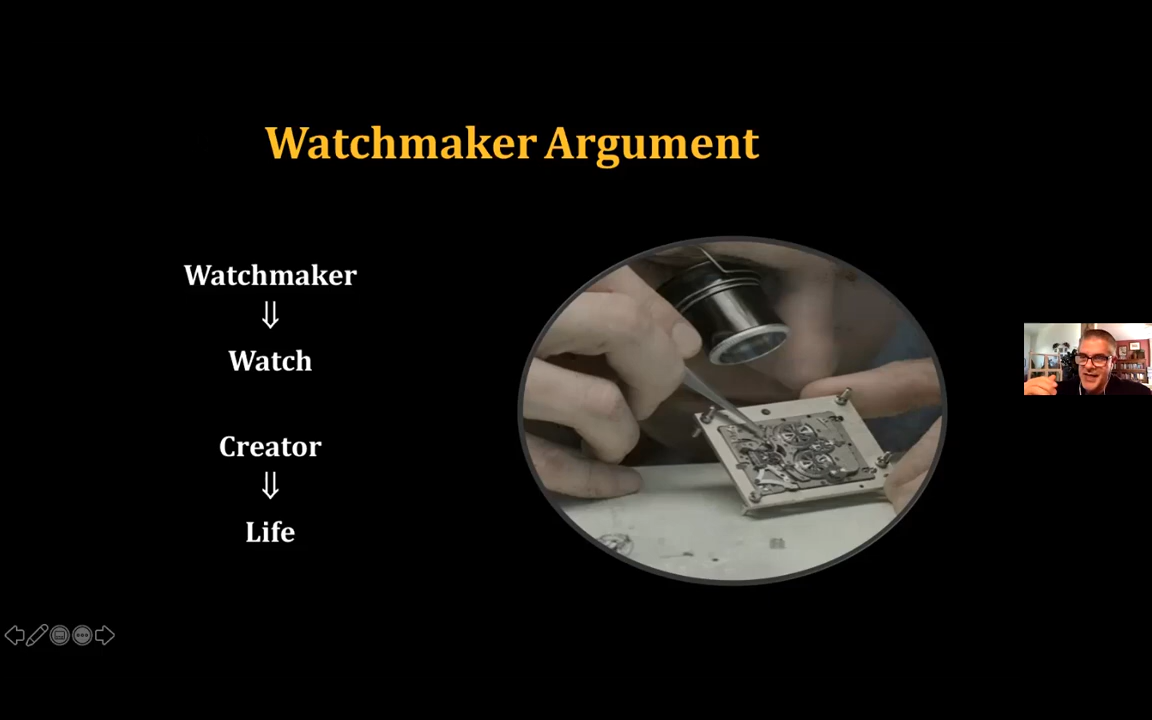 Watchmaker Argument
Watchmaker
⇓
Watch
Creator
⇓
Life